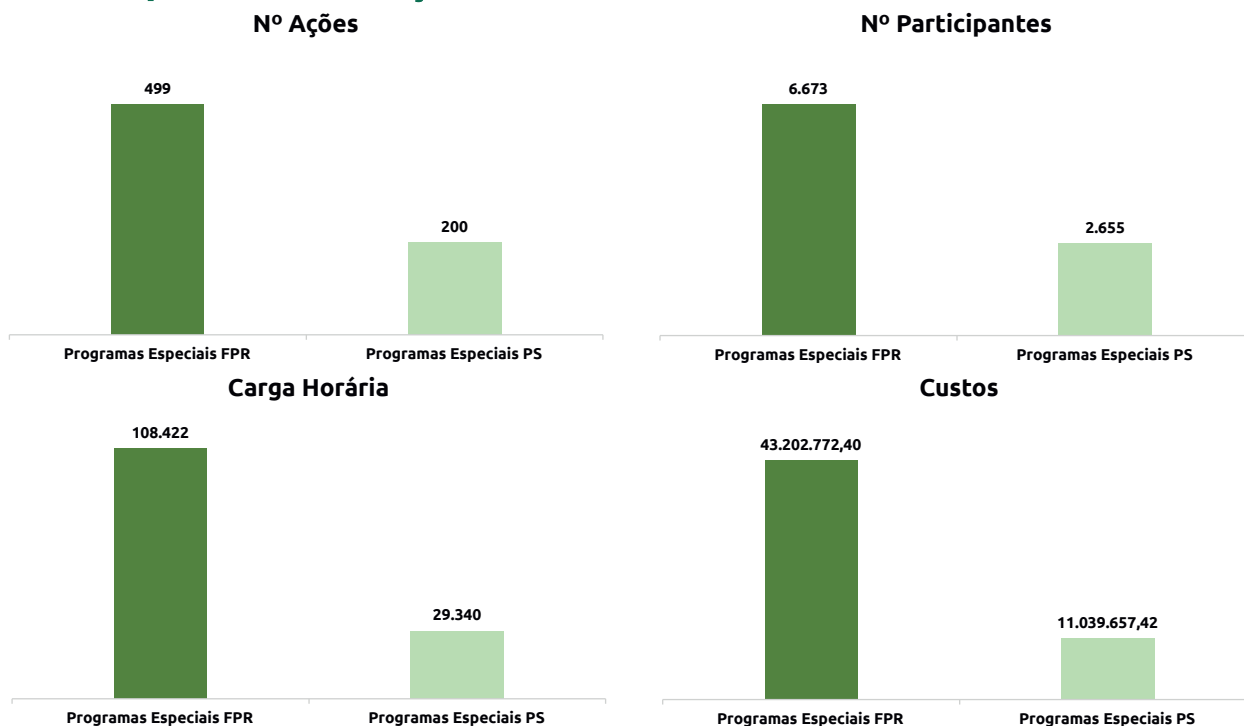 Nº Ações
499
200
Programas Especiais FPR
Programas Especiais PS
Nº Participantes
6.673
2.655
Programas Especiais FPR
Programas Especiais PS
Carga Horária
108.422
29.340
Programas Especiais FPR
Programas Especiais PS
Custos
43.202.772,40
11.039.657,42
Programas Especiais FPR
Programas Especiais PS